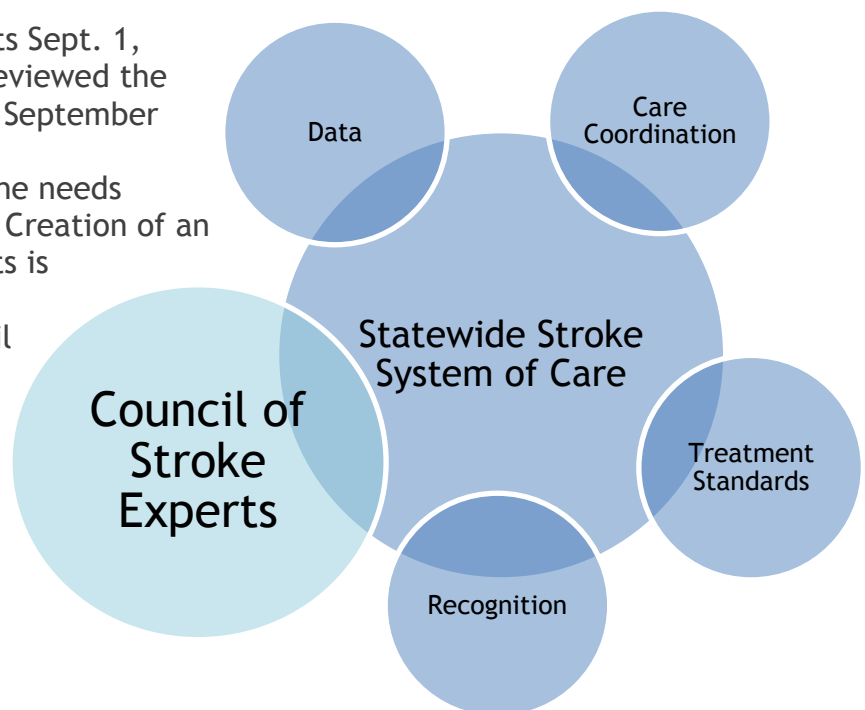 ts Sept. 1,
eviewed the
September
he needs
Creation of an
ts is
il
Data
Care
Coordination
Statewide Stroke
System of Care
Council of
Stroke
Experts
Treatment
Standards
Recognition